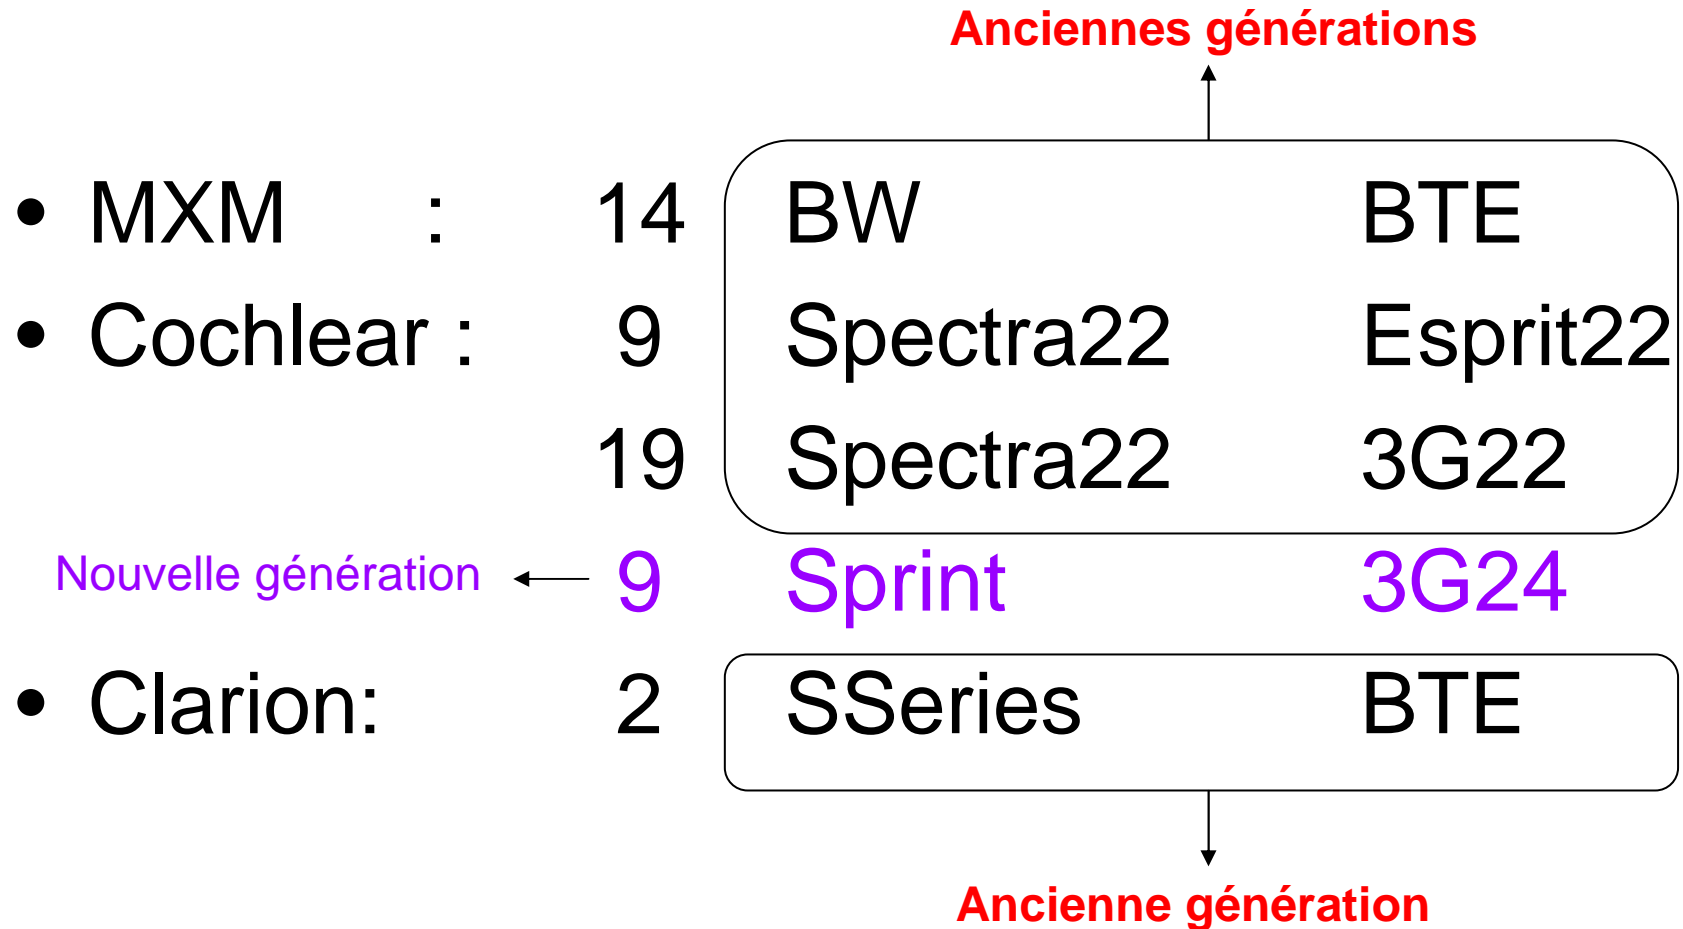 Anciennes générations
• MXM : 14 BW BTE
• Cochlear : 9 Spectra22 Esprit22
19 Spectra22 3G22
Nouvelle génération 9 Sprint 3G24
• Clarion: 2 SSeries BTE
Ancienne génération